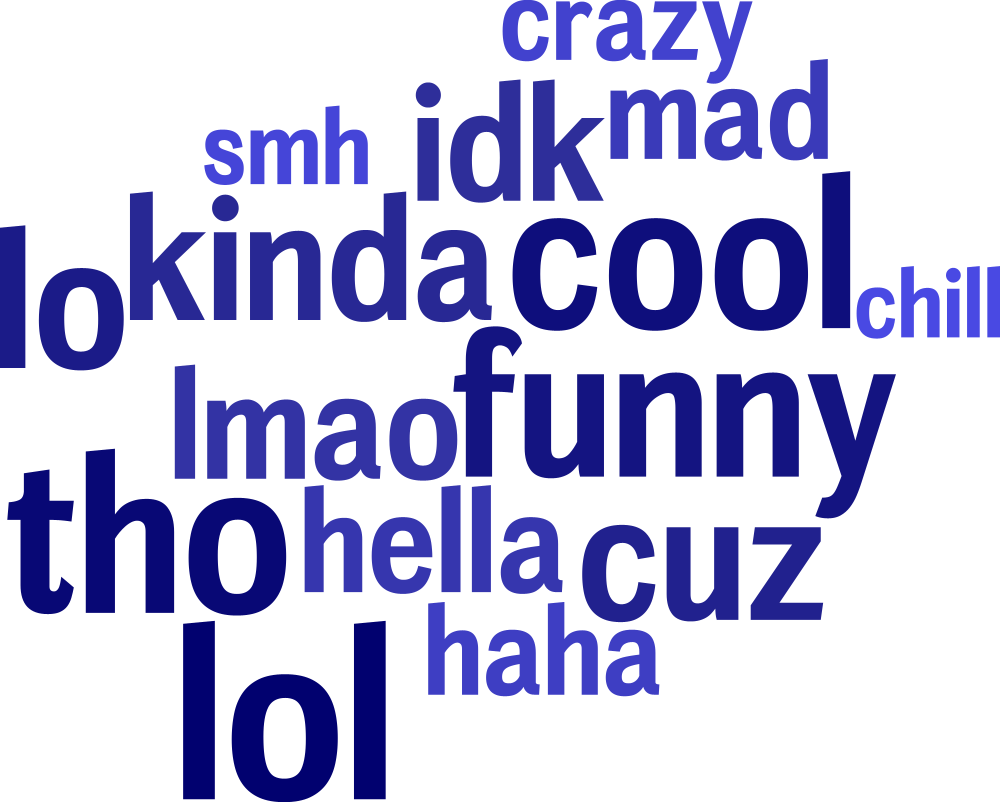 crazy
smh idk mad
lo kinda cool chill
lmao funny
tho hella cuz
lol haha